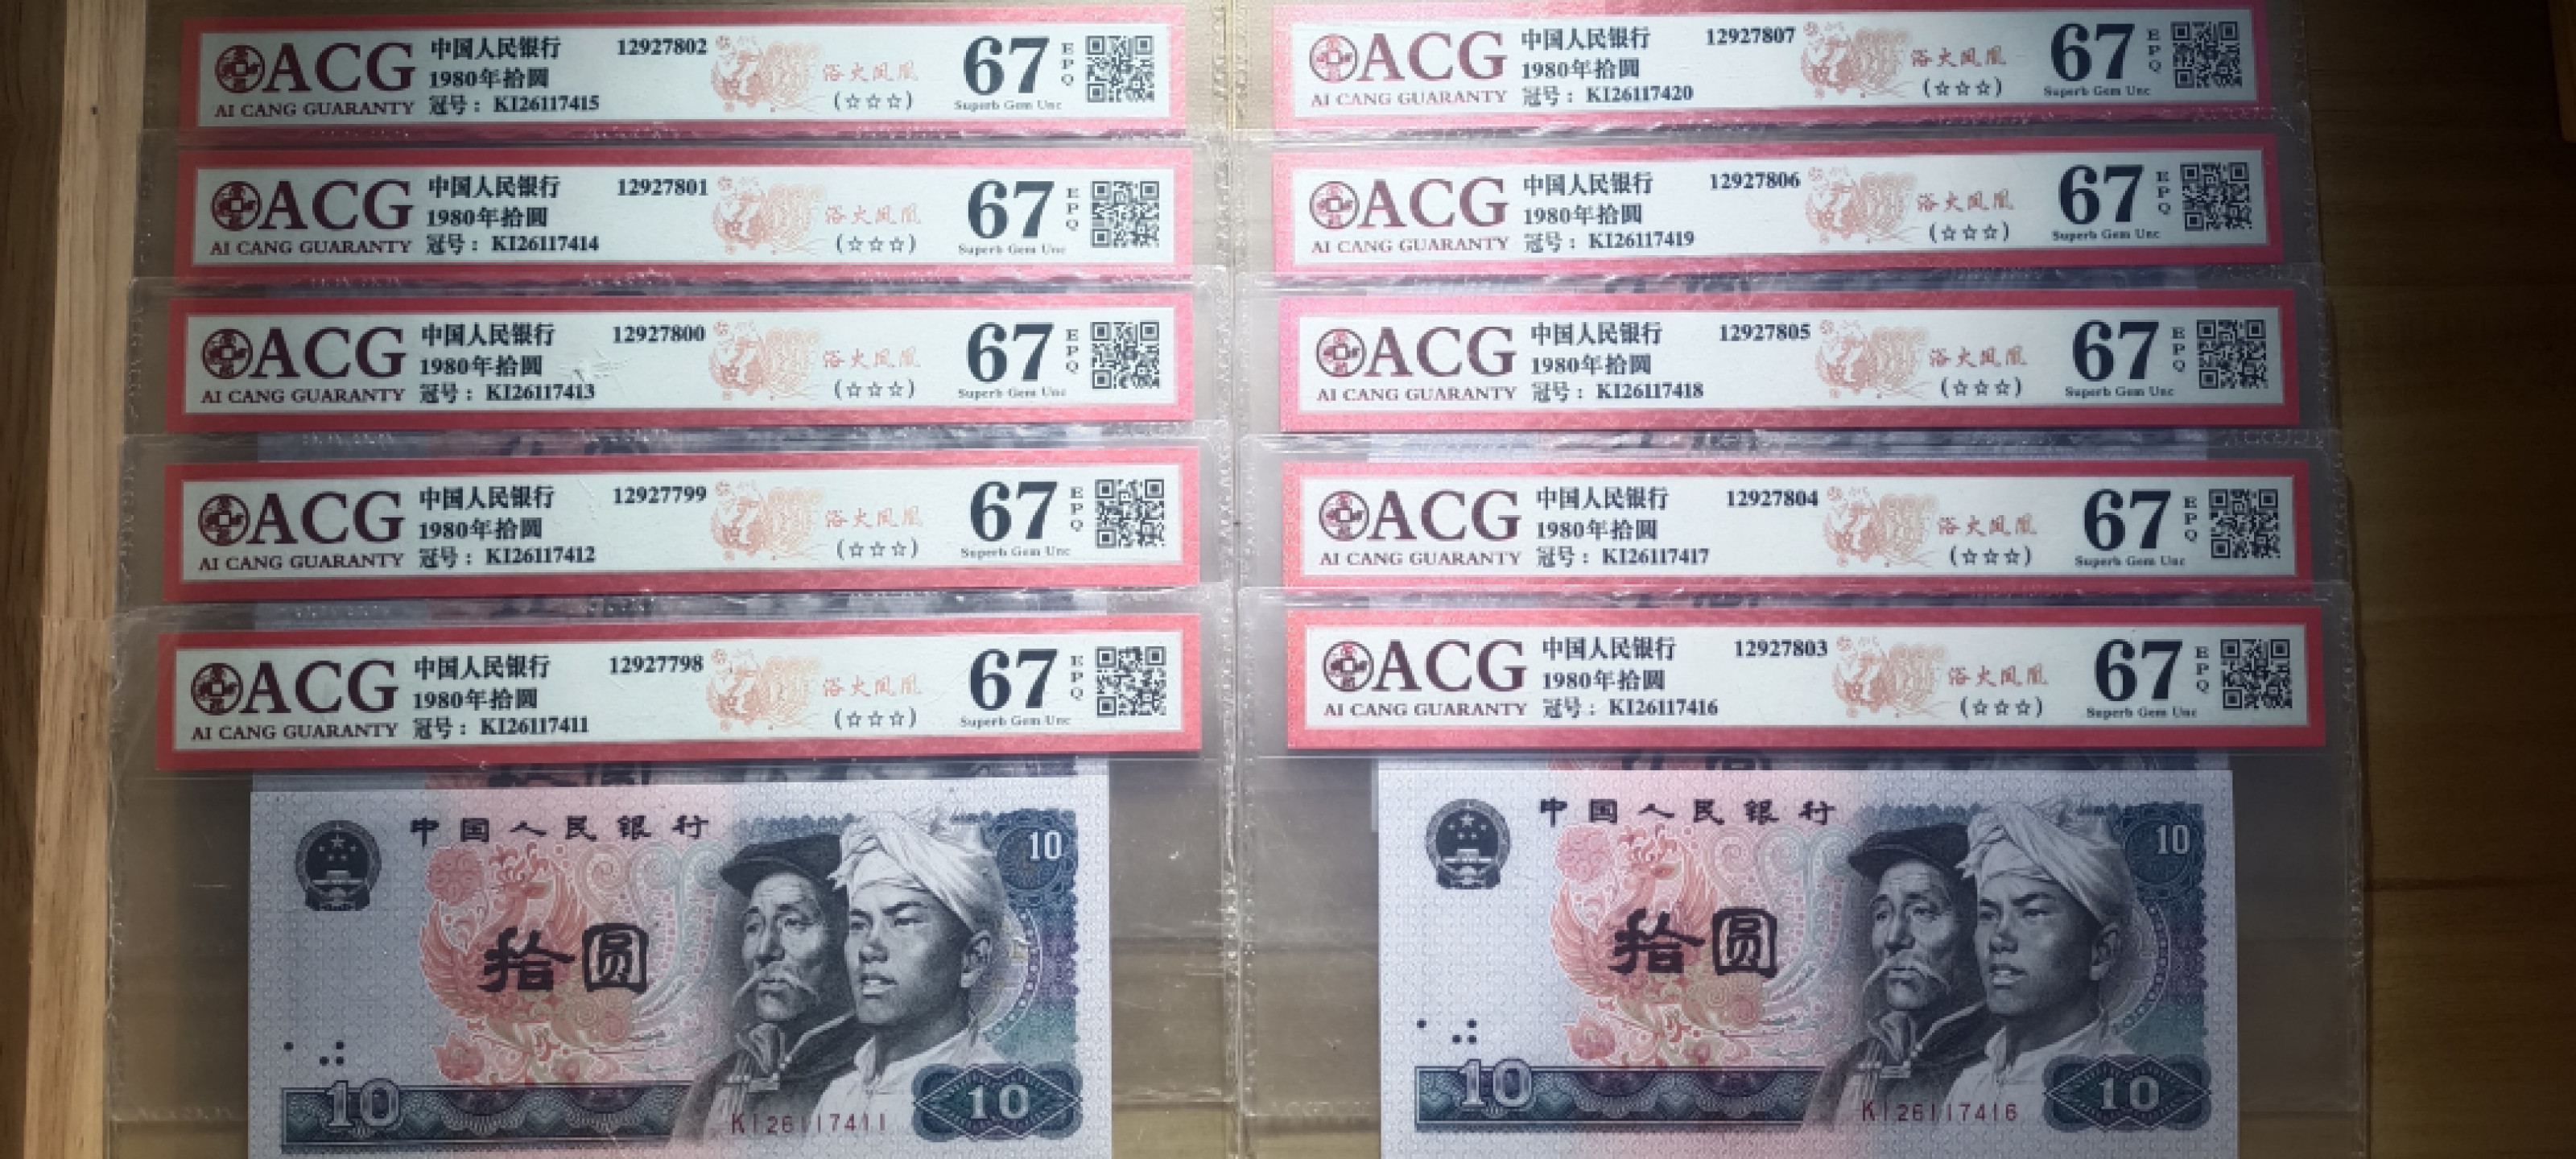 ACG
AI CANG GUARANTY
中国人民银行 12927802
1980年拾圆
冠号：KI26117415
浴火凤凰
(☆☆☆)
67 EPQ
Superb Gem Unc
ACG
AI CANG GUARANTY
中国人民银行 12927801
1980年拾圆
冠号：KI26117414
浴火凤凰
(☆☆☆)
67 EPQ
Superb Gem Unc
ACG
AI CANG GUARANTY
中国人民银行 12927800
1980年拾圆
冠号：KI26117413
浴火凤凰
(☆☆☆)
67 EPQ
Superb Gem Unc
ACG
AI CANG GUARANTY
中国人民银行 12927799
1980年拾圆
冠号：KI26117412
浴火凤凰
(☆☆☆)
67 EPQ
Superb Gem Unc
ACG
AI CANG GUARANTY
中国人民银行 12927798
1980年拾圆
冠号：KI26117411
浴火凤凰
(☆☆☆)
67 EPQ
Superb Gem Unc
中国人民银行
10
拾圆
10
KI26117411
10
ACG
AI CANG GUARANTY
中国人民银行 12927807
1980年拾圆
冠号：KI26117420
浴火凤凰
(☆☆☆)
67 EPQ
Superb Gem Unc
ACG
AI CANG GUARANTY
中国人民银行 12927806
1980年拾圆
冠号：KI26117419
浴火凤凰
(☆☆☆)
67 EPQ
Superb Gem Unc
ACG
AI CANG GUARANTY
中国人民银行 12927805
1980年拾圆
冠号：KI26117418
浴火凤凰
(☆☆☆)
67 EPQ
Superb Gem Unc
ACG
AI CANG GUARANTY
中国人民银行 12927804
1980年拾圆
冠号：KI26117417
浴火凤凰
(☆☆☆)
67 EPQ
Superb Gem Unc
ACG
AI CANG GUARANTY
中国人民银行 12927803
1980年拾圆
冠号：KI26117416
浴火凤凰
(☆☆☆)
67 EPQ
Superb Gem Unc
中国人民银行
10
拾圆
10
KI26117416
10